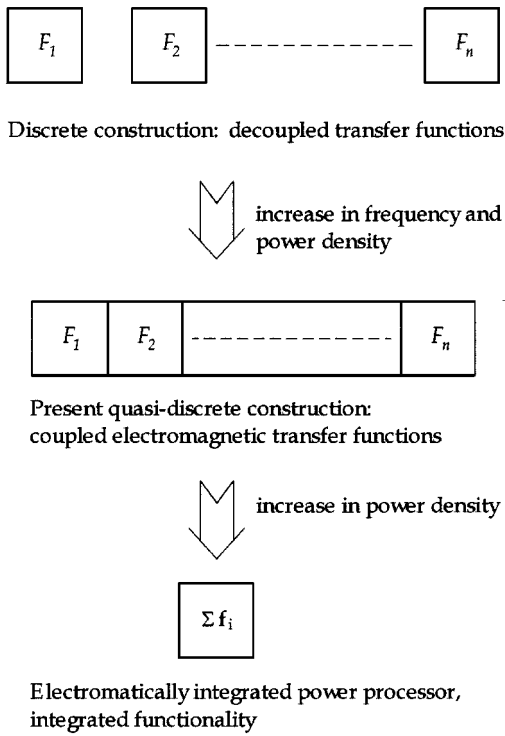 F1 F2 Fn
Discrete construction: decoupled transfer functions
increase in frequency and
power density
F1 F2 Fn
Present quasi-discrete construction:
coupled electromagnetic transfer functions
increase in power density
Σ fi
Electromatically integrated power processor,
integrated functionality